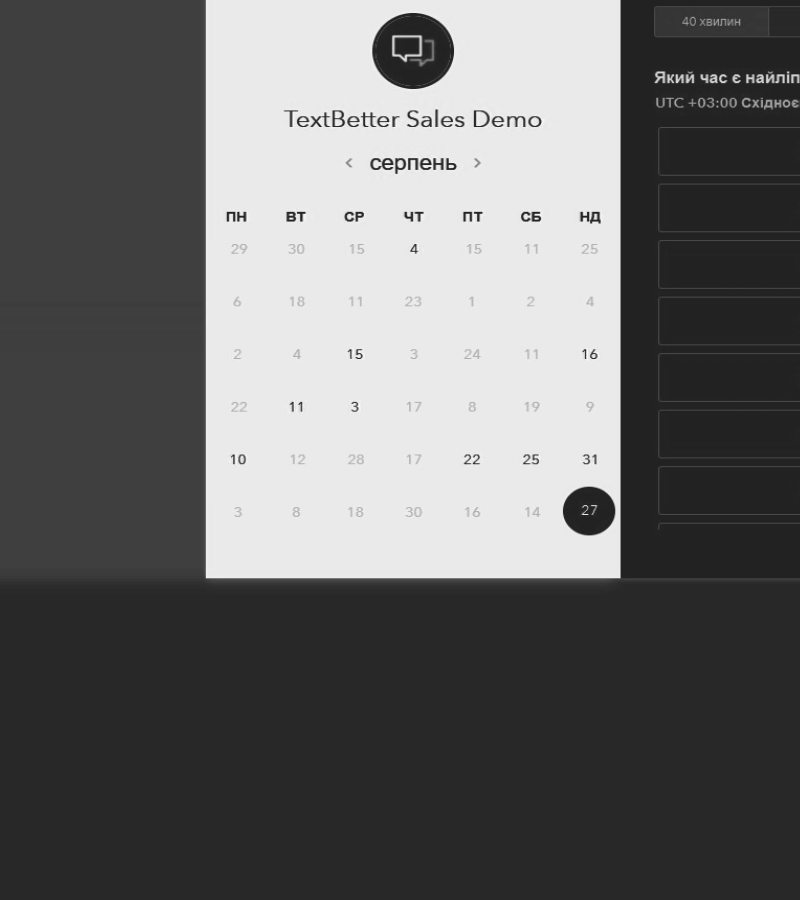 40 хвилин
TextBetter Sales Demo
Який час є найліп
UTC +03:00 Східноє
‹ серпень ›
ПН ВТ СР ЧТ ПТ СБ НД
29 30 15 4 15 11 25
6 18 11 23 1 2 4
2 4 15 3 24 11 16
22 11 3 17 8 19 9
10 12 28 17 22 25 31
3 8 18 30 16 14 27